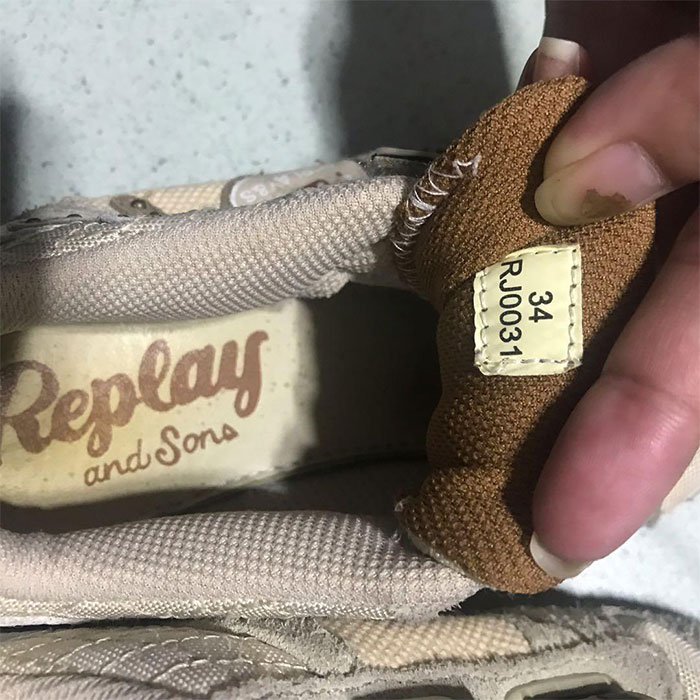 Replay
and Sons
34
RJ0031